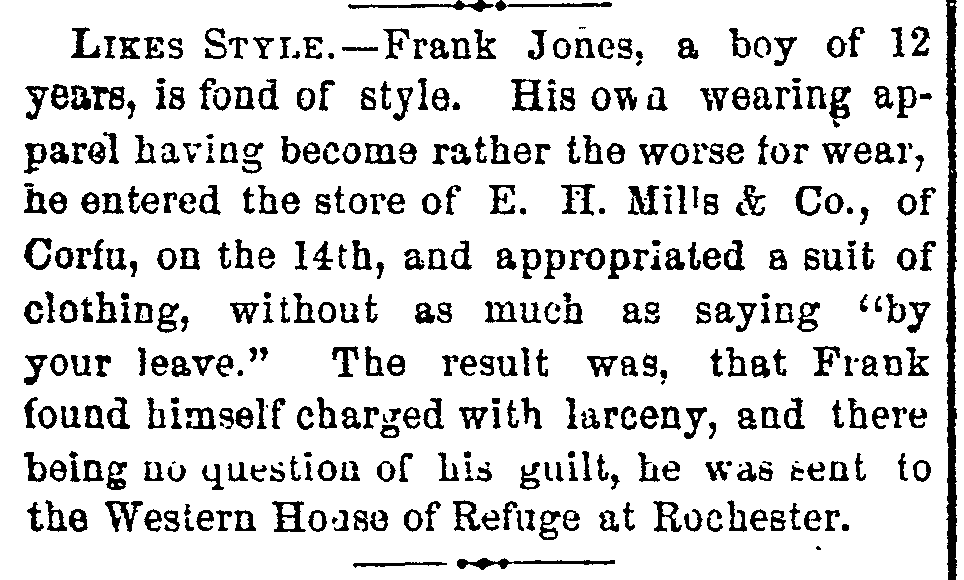 LIKES STYLE.—Frank Jones, a boy of 12
years, is fond of style. His own wearing ap-
parel having become rather the worse for wear,
he entered the store of E. H. Mills & Co., of
Corfu, on the 14th, and appropriated a suit of
clothing, without as much as saying “by
your leave.” The result was, that Frank
found himself charged with larceny, and there
being no question of his guilt, he was sent to
the Western House of Refuge at Rochester.